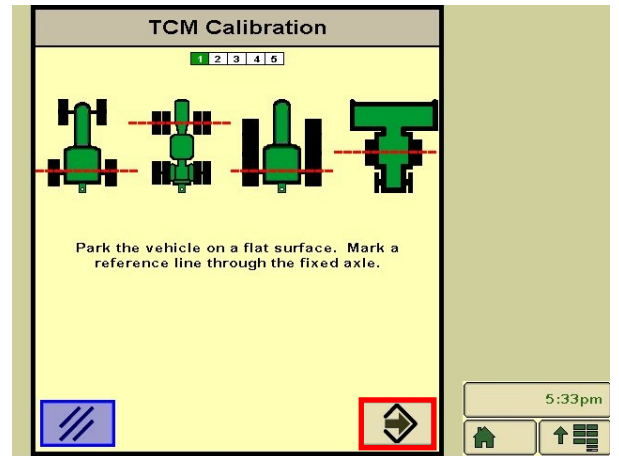 TCM Calibration
1 2 3 4 5
Park the vehicle on a flat surface. Mark a
reference line through the fixed axle.
5:33pm